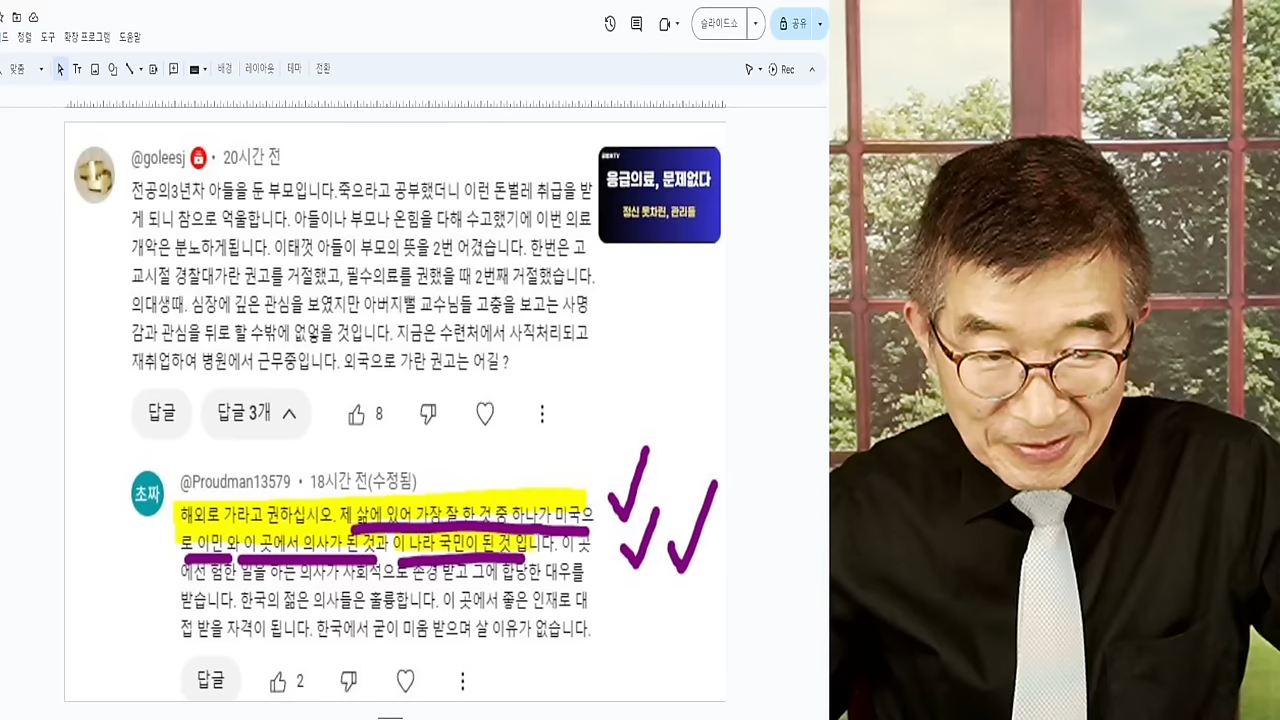 정렬 도구 확장 프로그램 도움말
슬라이드쇼
공유
맞춤
Tт
배경 레이아웃 테마 전환
Rec
@goleesj • 20시간 전
전공의3년자 아들을 둔 부모입니다.죽으라고 공부했더니 이런 돈벌레 취급을 받
게 되니 참으로 억울합니다. 아들이나 부모나 온힘을 다해 수고했기에 이번 의료
개악은 분노하게됩니다. 이태껏 아들이 부모의 뜻을 2번 어겼습니다. 한번은 고
교시절 경찰대가란 권고를 거절했고, 필수의료를 권했을 때 2번째 거절했습니다.
의대생때. 심장에 깊은 관심을 보였지만 아버지뻘 교수님들 고충을 보고는 사명
감과 관심을 뒤로 할 수밖에 없엏을 것입니다. 지금은 수련처에서 사직처리되고
재취업하여 병원에서 근무중입니다. 외국으로 가란 권고는 어길 ?
공병호TV
응급의료, 문제없다
정신 못차린, 관리들
답글
답글 3개
8
초짜
@Proudman13579 • 18시간 전(수정됨)
해외로 가라고 권하십시오. 제 삶에 있어 가장 잘 한 것 중 하나가 미국으
로 이민 와 이 곳에서 의사가 된 것과 이 나라 국민이 된 것 입니다. 이 곳
에선 험한 일을 하는 의사가 사회적으로 존경 받고 그에 합당한 대우를
받습니다. 한국의 젊은 의사들은 훌륭합니다. 이 곳에서 좋은 인재로 대
접 받을 자격이 됩니다. 한국에서 굳이 미움 받으며 살 이유가 없습니다.
답글
2